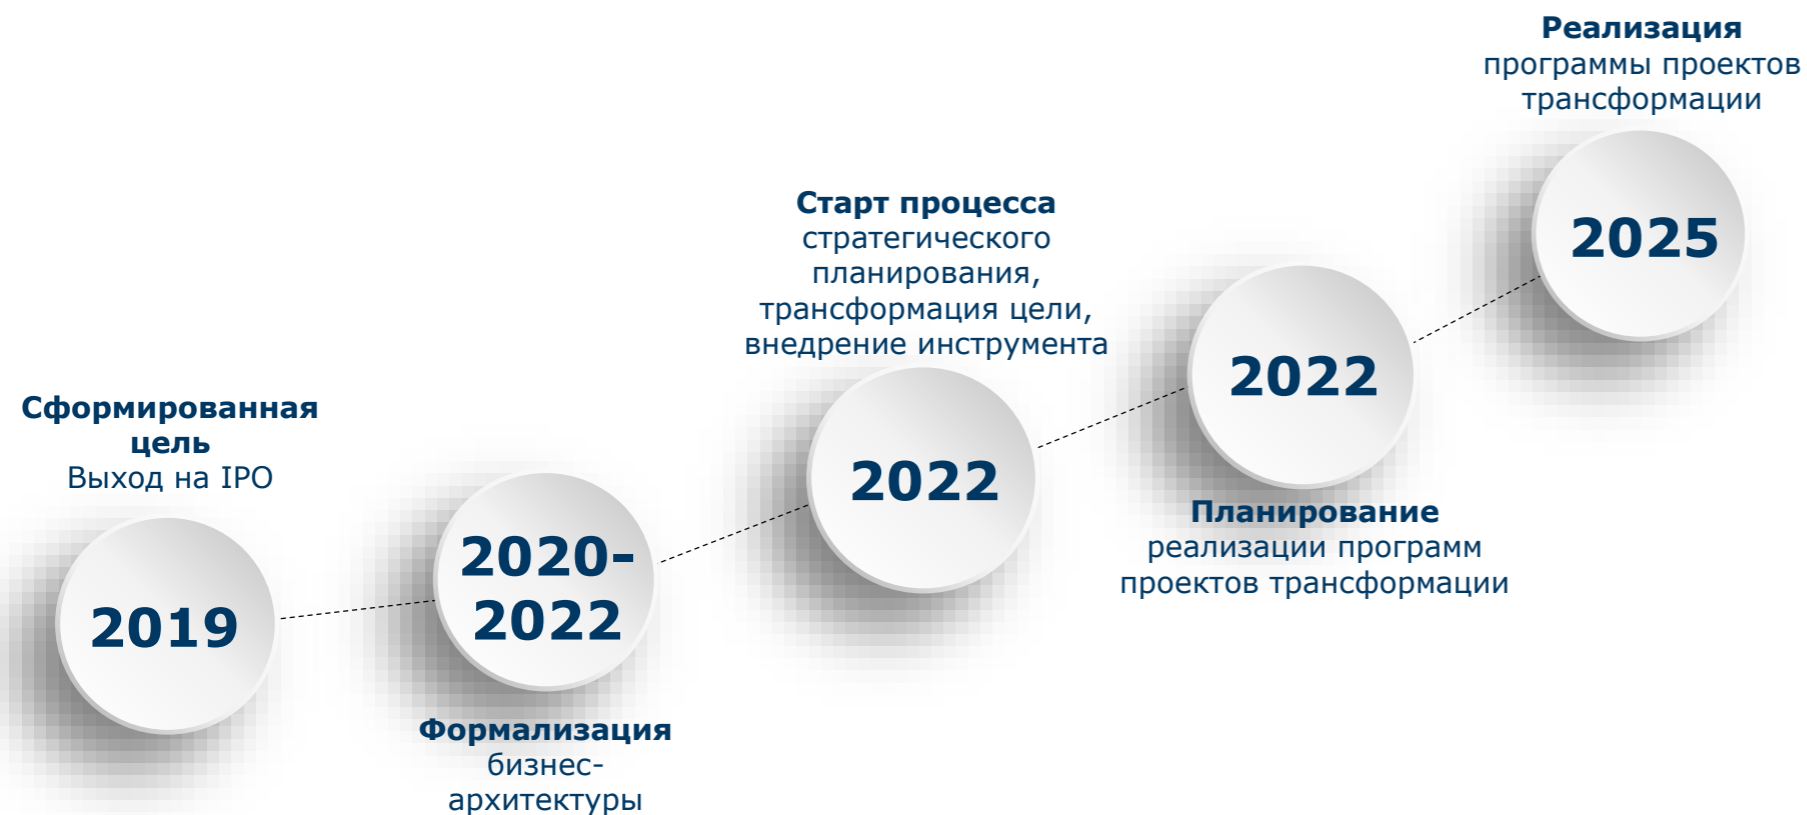 Сформированная
цель
Выход на IPO
2019
2020-
2022
Формализация
бизнес-
архитектуры
Старт процесса
стратегического
планирования,
трансформация цели,
внедрение инструмента
2022
2022
Планирование
реализации программ
проектов трансформации
Реализация
программы проектов
трансформации
2025